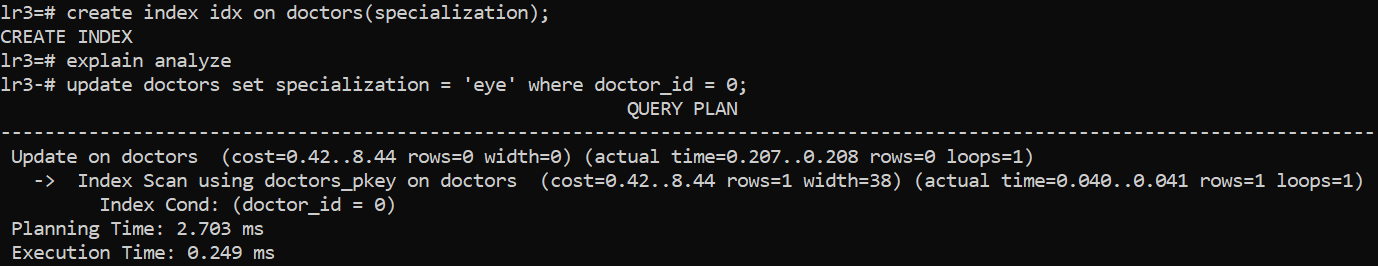 lr3=# create index idx on doctors(specialization);
CREATE INDEX
lr3=# explain analyze
lr3-# update doctors set specialization = 'eye' where doctor_id = 0;
QUERY PLAN
-----------------------------------------------------------------------------------------------------------------------------
Update on doctors  (cost=0.42..8.44 rows=0 width=0) (actual time=0.207..0.208 rows=0 loops=1)
->  Index Scan using doctors_pkey on doctors  (cost=0.42..8.44 rows=1 width=38) (actual time=0.040..0.041 rows=1 loops=1)
Index Cond: (doctor_id = 0)
Planning Time: 2.703 ms
Execution Time: 0.249 ms